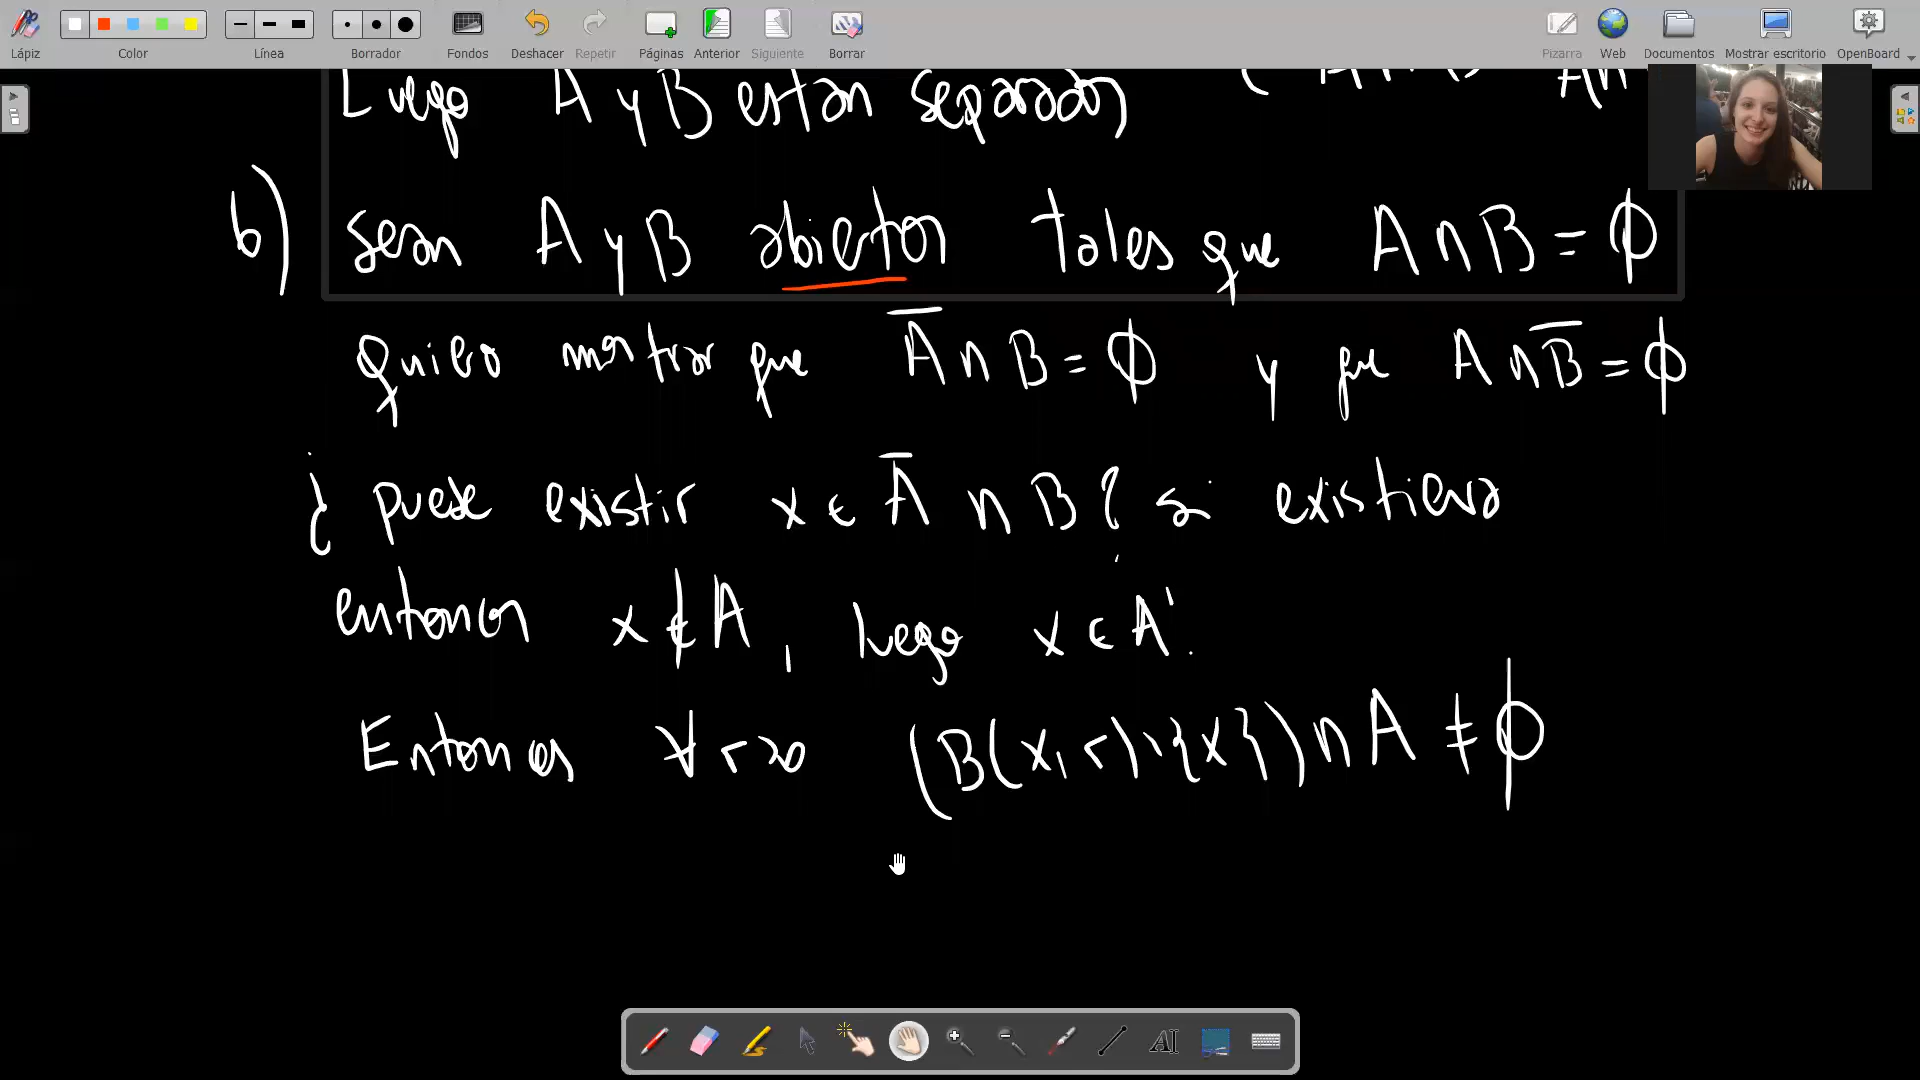 Lápiz Color Línea Borrador Fondos Deshacer Repetir Páginas Anterior Siguiente Borrar Pizarra Web Documentos Mostrar escritorio OpenBoard
Luego A y B están separados
b) sean A y B abiertos tales que A∩B = ∅
quiero mostrar que A̅ ∩ B = ∅ y que A ∩ B̅ = ∅
¿ puede existir x ∈ A̅ ∩ B? si existiera
entonces x ∉ A, luego x ∈ A'.
Entonces ∀ r>0 (B(x,r)\{x})∩A ≠ ∅
AI